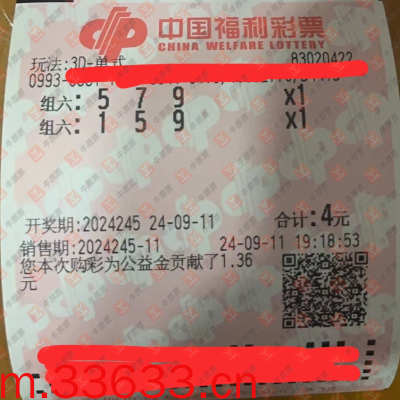 中国福利彩票
CHINA WELFARE LOTTERY
玩法:3D-单式 83020422
组六: 5 7 9 x1
组六: 1 5 9 x1
开奖期:2024245 24-09-11 合计:4元
销售期:2024245-11 24-09-11 19:18:53
您本次购彩为公益金贡献了1.36
元
m.33633.cn